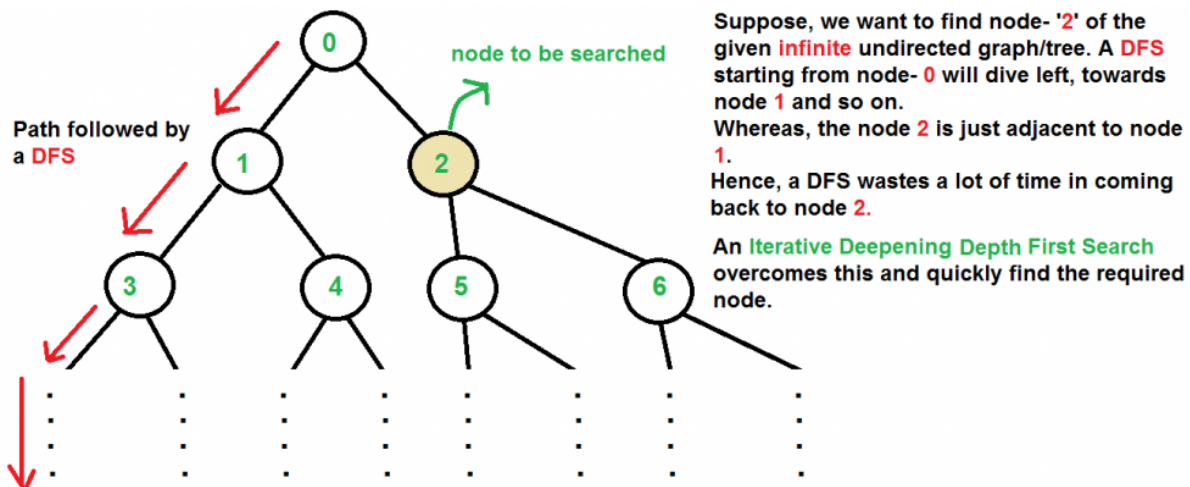 0
node to be searched
Path followed by
a DFS
1
2
3
4
5
6
Suppose, we want to find node- '2' of the
given infinite undirected graph/tree. A DFS
starting from node- 0 will dive left, towards
node 1 and so on.
Whereas, the node 2 is just adjacent to node
1.
Hence, a DFS wastes a lot of time in coming
back to node 2.
An Iterative Deepening Depth First Search
overcomes this and quickly find the required
node.